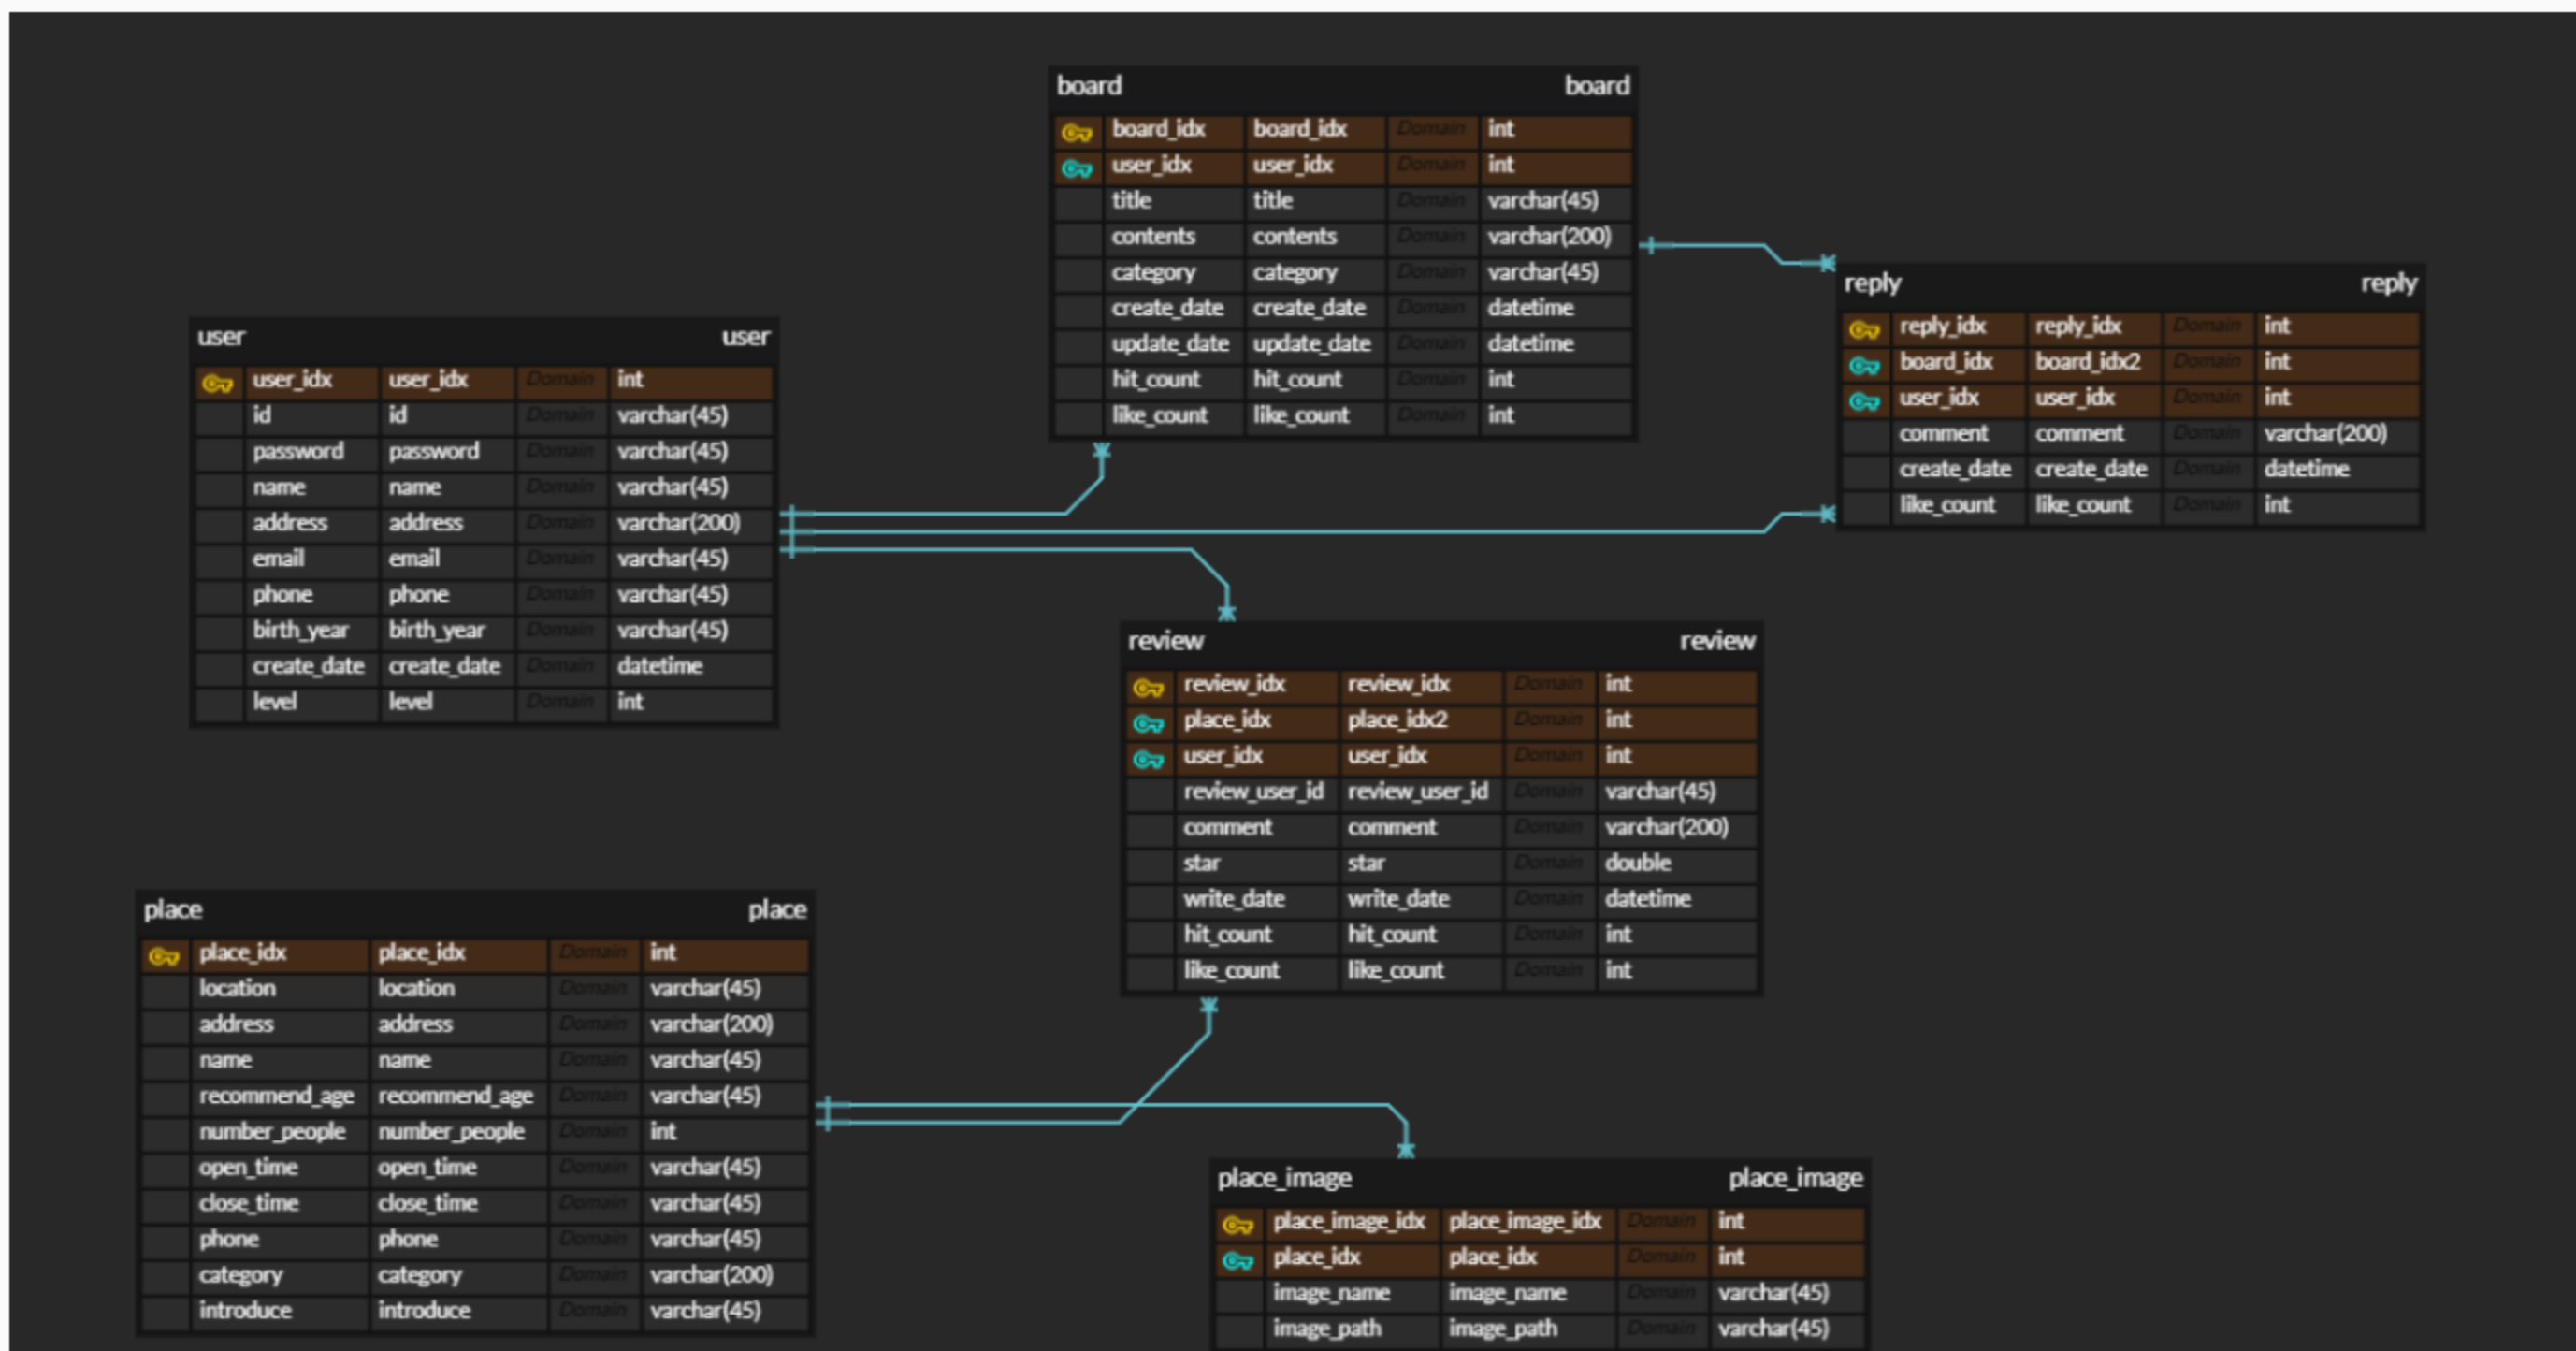 board board
board_idx board_idx Domain int
user_idx user_idx Domain int
title title Domain varchar(45)
contents contents Domain varchar(200)
category category Domain varchar(45)
create_date create_date Domain datetime
update_date update_date Domain datetime
hit_count hit_count Domain int
like_count like_count Domain int
reply reply
reply_idx reply_idx Domain int
board_idx board_idx2 Domain int
user_idx user_idx Domain int
comment comment Domain varchar(200)
create_date create_date Domain datetime
like_count like_count Domain int
user user
user_idx user_idx Domain int
id id Domain varchar(45)
password password Domain varchar(45)
name name Domain varchar(45)
address address Domain varchar(200)
email email Domain varchar(45)
phone phone Domain varchar(45)
birth_year birth_year Domain varchar(45)
create_date create_date Domain datetime
level level Domain int
review review
review_idx review_idx Domain int
place_idx place_idx2 Domain int
user_idx user_idx Domain int
review_user_id review_user_id Domain varchar(45)
comment comment Domain varchar(200)
star star Domain double
write_date write_date Domain datetime
hit_count hit_count Domain int
like_count like_count Domain int
place place
place_idx place_idx Domain int
location location Domain varchar(45)
address address Domain varchar(200)
name name Domain varchar(45)
recommend_age recommend_age Domain varchar(45)
number_people number_people Domain int
open_time open_time Domain varchar(45)
close_time close_time Domain varchar(45)
phone phone Domain varchar(45)
category category Domain varchar(200)
introduce introduce Domain varchar(45)
place_image place_image
place_image_idx place_image_idx Domain int
place_idx place_idx Domain int
image_name image_name Domain varchar(45)
image_path image_path Domain varchar(45)